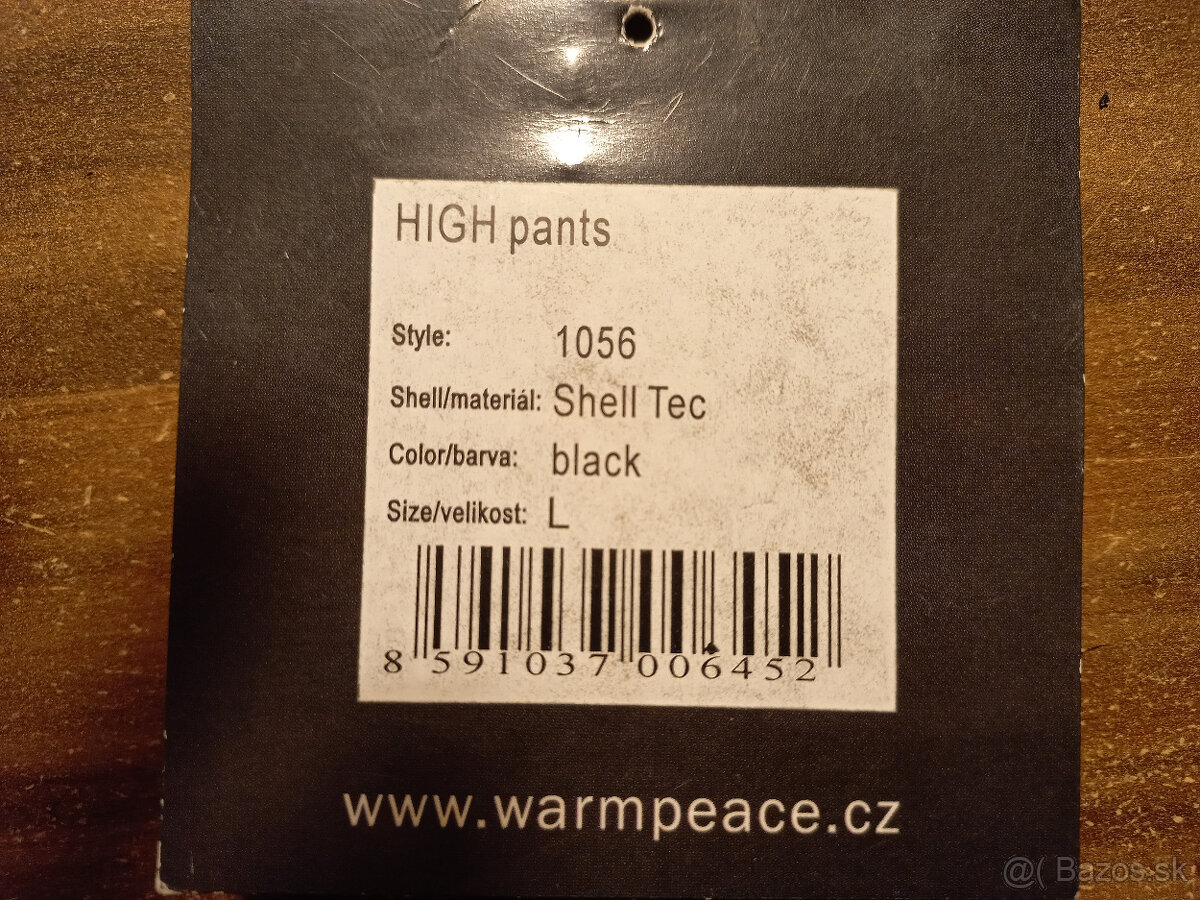 HIGH pants
Style: 1056
Shell/materiál: Shell Tec
Color/barva: black
Size/velikost: L
8 591037 006452
www.warmpeace.cz
@( Bazos.sk